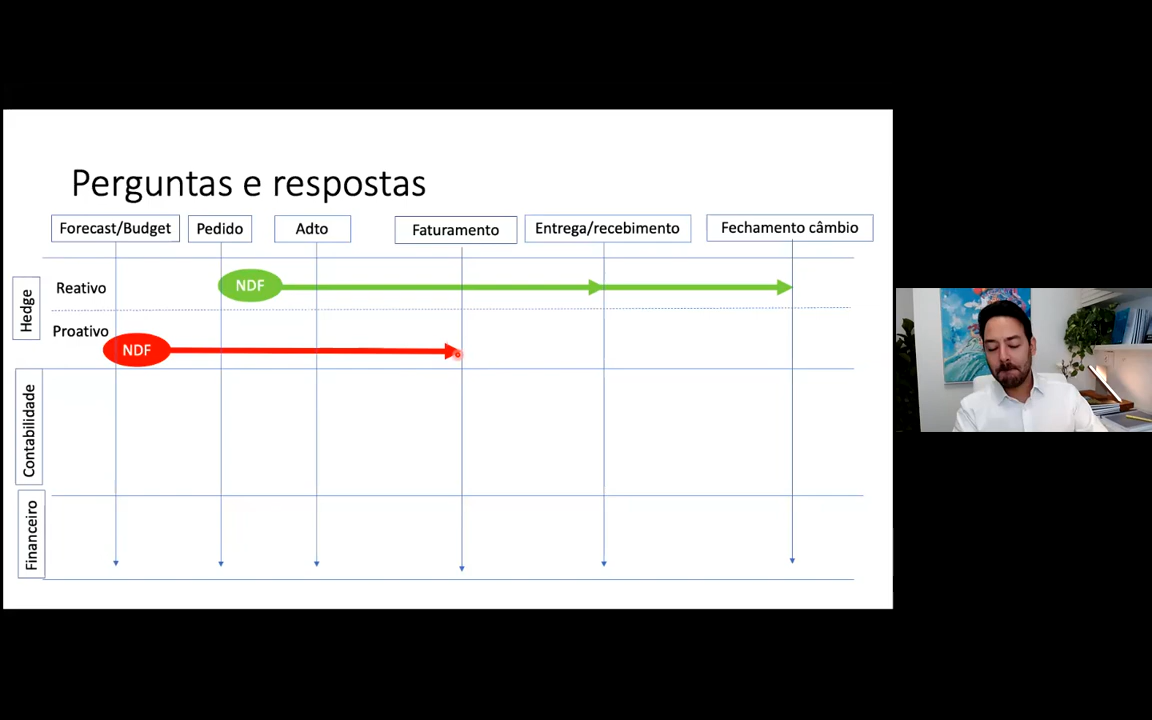 Perguntas e respostas
Forecast/Budget
Pedido
Adto
Faturamento
Entrega/recebimento
Fechamento câmbio
Hedge
Reativo
NDF
Proativo
NDF
Contabilidade
Financeiro